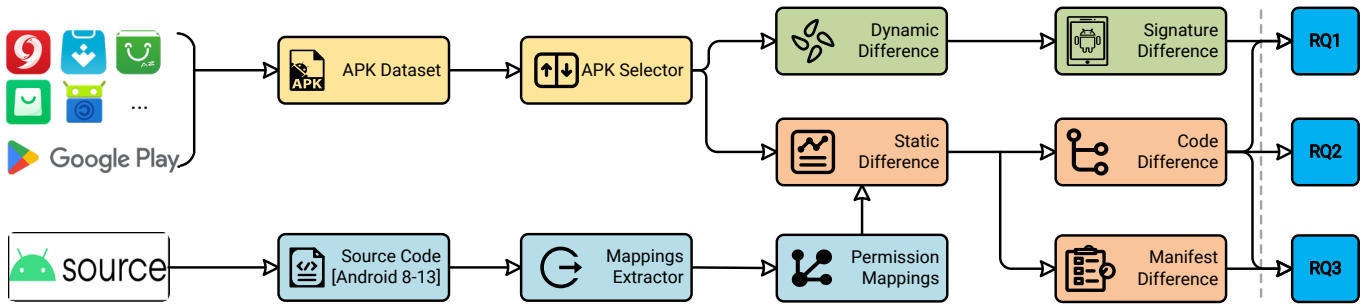 ...
Google Play
APK
APK Dataset
APK Selector
Dynamic
Difference
Signature
Difference
RQ1
Static
Difference
Code
Difference
RQ2
source
Source Code
[Android 8-13]
Mappings
Extractor
Permission
Mappings
Manifest
Difference
RQ3